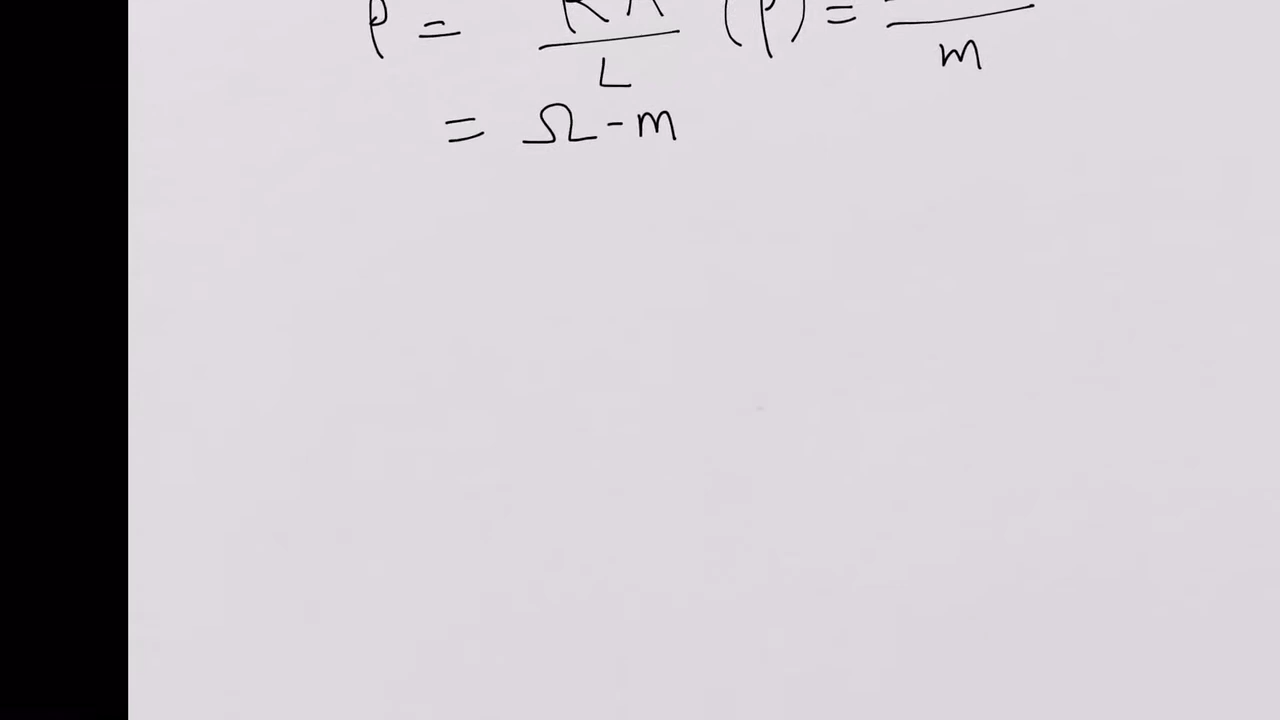 ρ = RA / L (ρ) = / m
= Ω - m